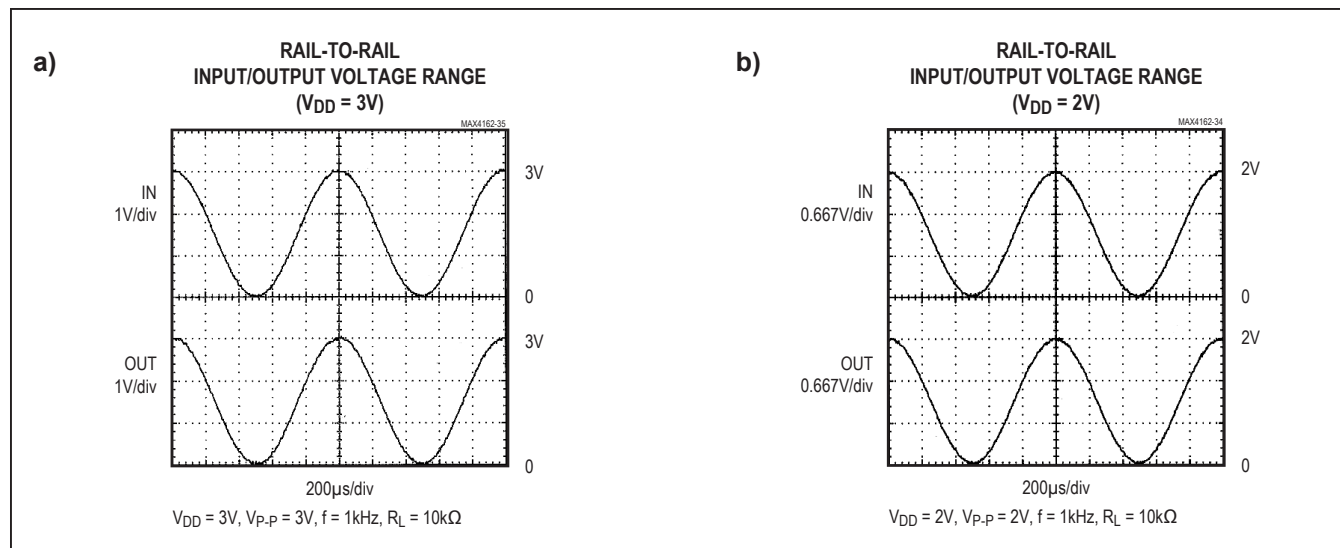 a)
RAIL-TO-RAIL
INPUT/OUTPUT VOLTAGE RANGE
(VDD = 3V)
MAX4162-35
IN
1V/div
3V
0
OUT
1V/div
3V
0
200µs/div
VDD = 3V, VP-P = 3V, f = 1kHz, RL = 10kΩ
b)
RAIL-TO-RAIL
INPUT/OUTPUT VOLTAGE RANGE
(VDD = 2V)
MAX4162-34
IN
0.667V/div
2V
0
OUT
0.667V/div
2V
0
200µs/div
VDD = 2V, VP-P = 2V, f = 1kHz, RL = 10kΩ